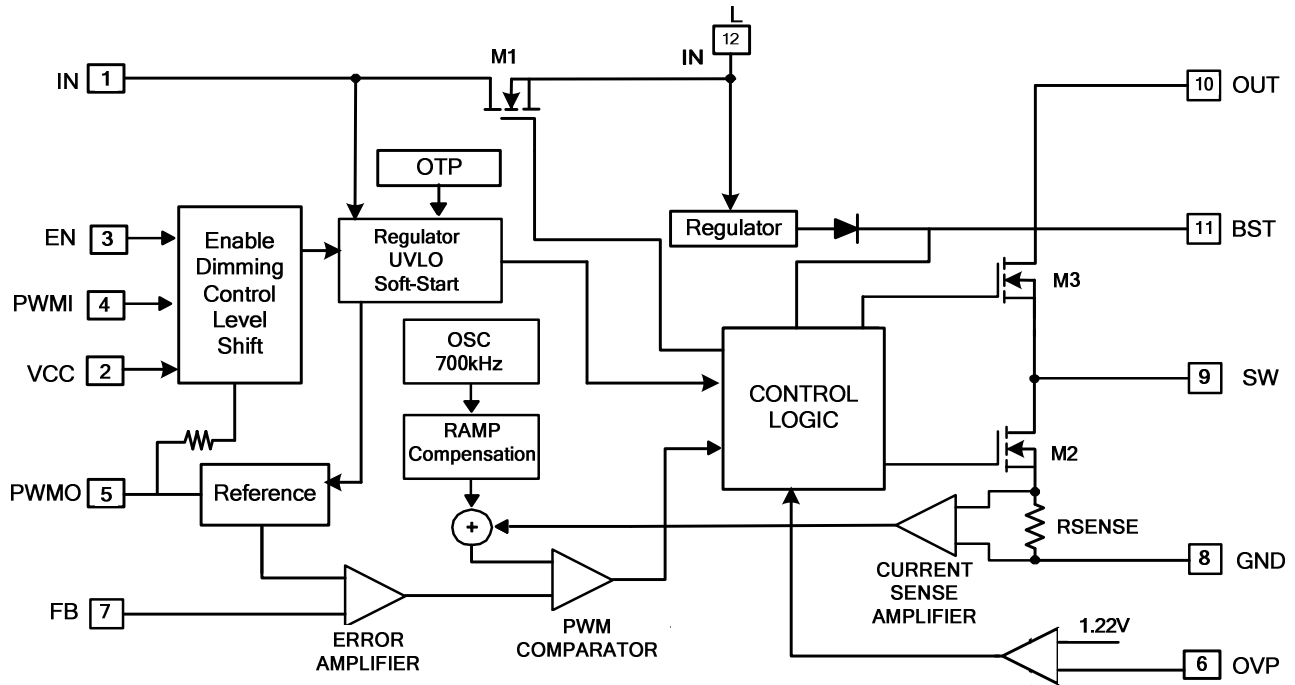 L
12
IN 1
M1
IN
10 OUT
OTP
EN 3
Enable
Dimming
Control
Level
Shift
Regulator
UVLO
Soft-Start
Regulator
11 BST
PWMI 4
M3
OSC
700kHz
VCC 2
CONTROL
LOGIC
9 SW
RAMP
Compensation
M2
PWMO 5
Reference
+
RSENSE
8 GND
CURRENT
SENSE
AMPLIFIER
FB 7
ERROR
AMPLIFIER
PWM
COMPARATOR
1.22V
6 OVP